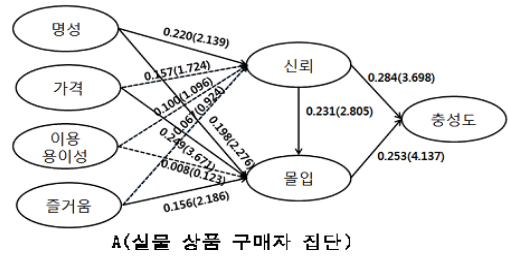 명성
0.220(2.139)
신뢰
가격
0.157(1.724)
0.284(3.698)
0.100(1.096)
0.067(0.924)
0.231(2.805)
충성도
이용
용이성
0.198(2.276)
0.249(3.671)
0.253(4.137)
0.008(0.123)
몰입
즐거움
0.156(2.186)
A(실물 상품 구매자 집단)